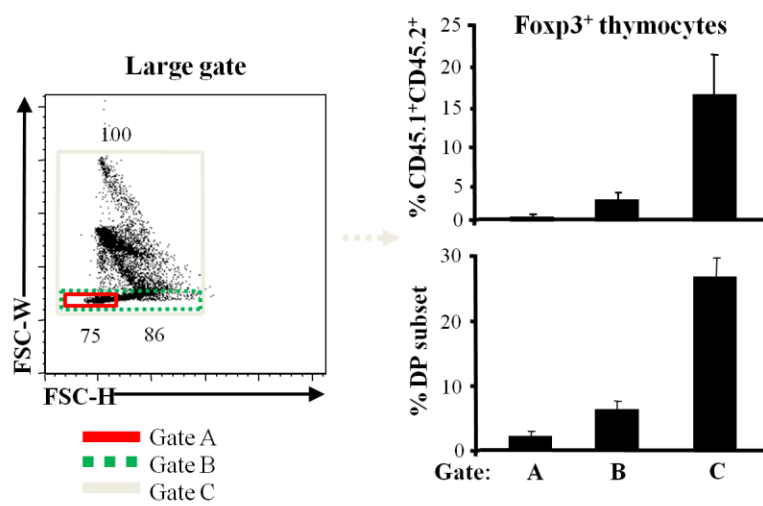 Large gate
100
75
86
FSC-W
FSC-H
Gate A
Gate B
Gate C
Foxp3⁺ thymocytes
% CD45.1⁺CD45.2⁺
25
20
15
10
5
0
% DP subset
30
20
10
0
Gate: A B C